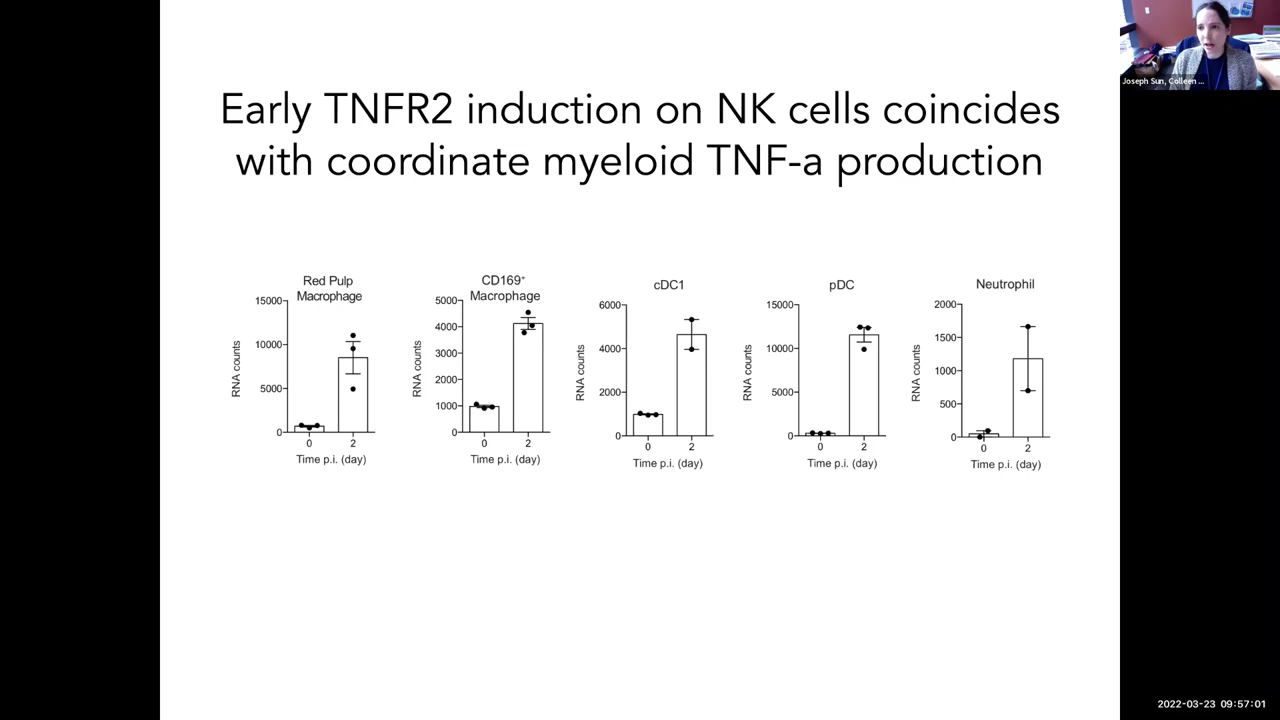 Joseph Sun, Colleen ...
Early TNFR2 induction on NK cells coincides
with coordinate myeloid TNF-a production
Red Pulp
Macrophage
15000
10000
5000
0
RNA counts
0
2
Time p.i. (day)
CD169+
Macrophage
5000
4000
3000
2000
1000
0
RNA counts
0
2
Time p.i. (day)
cDC1
6000
4000
2000
0
RNA counts
0
2
Time p.i. (day)
pDC
15000
10000
5000
0
RNA counts
0
2
Time p.i. (day)
Neutrophil
2000
1500
1000
500
0
RNA counts
0
2
Time p.i. (day)
2022-03-23 09:57:01